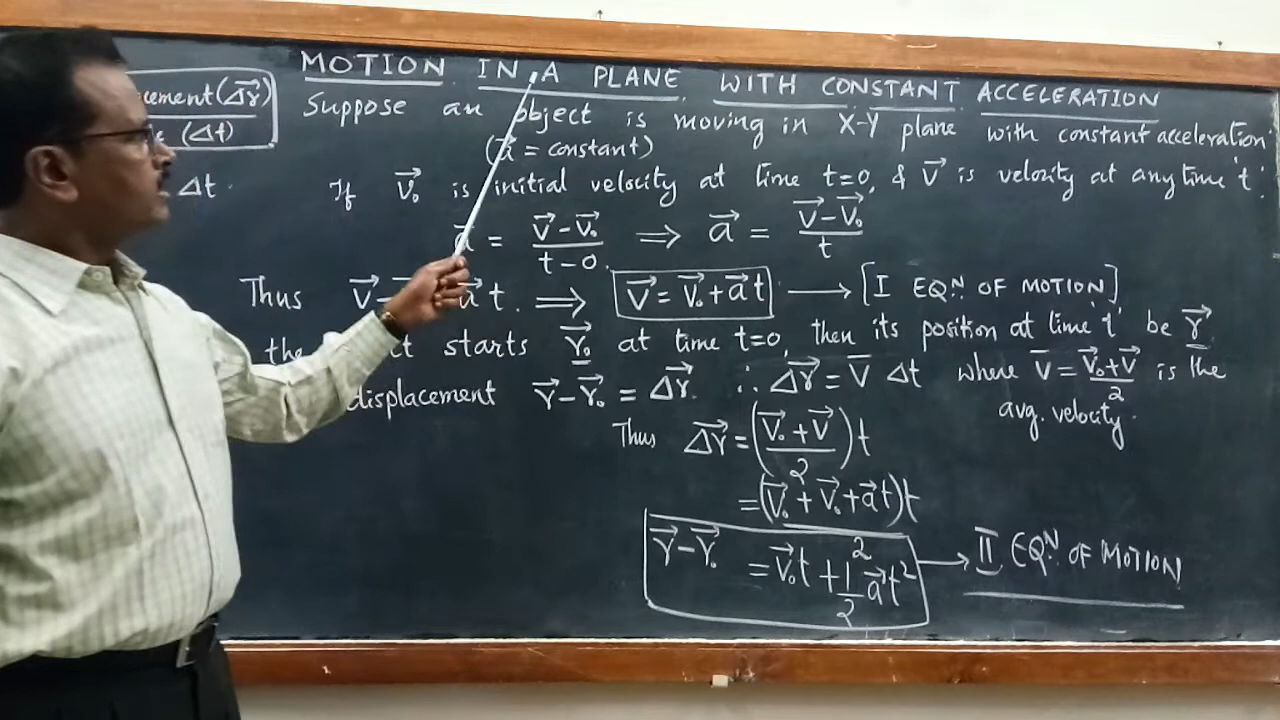 MOTION IN A PLANE WITH CONSTANT ACCELERATION
(Δr⃗)
(Δt)
Δt.
Suppose an object is moving in X-Y plane with constant acceleration
(a⃗ = constant)
If v⃗₀ is initial velocity at time t=0, & v⃗ is velocity at any time 't'.
a⃗ = (v⃗ - v⃗₀)/(t - 0) ⟹ a⃗ = (v⃗ - v⃗₀)/t
Thus v⃗ - a⃗ t. ⟹ v⃗ = v⃗₀ + a⃗ t ⟶ [I EQN. OF MOTION]
the starts r⃗₀ at time t=0, then its position at time 't' be r⃗.
displacement r⃗ - r⃗₀ = Δr⃗. ∴ Δr⃗ = v̄ Δt where v̄ = (v⃗₀ + v⃗)/2 is the
avg. velocity.
Thus Δr⃗ = ((v⃗₀ + v⃗)/2) t
= (v⃗₀ + v⃗₀ + a⃗ t) t
2
r⃗ - r⃗₀ = v⃗₀ t + 1/2 a⃗ t² ⟶ II EQN. OF MOTION